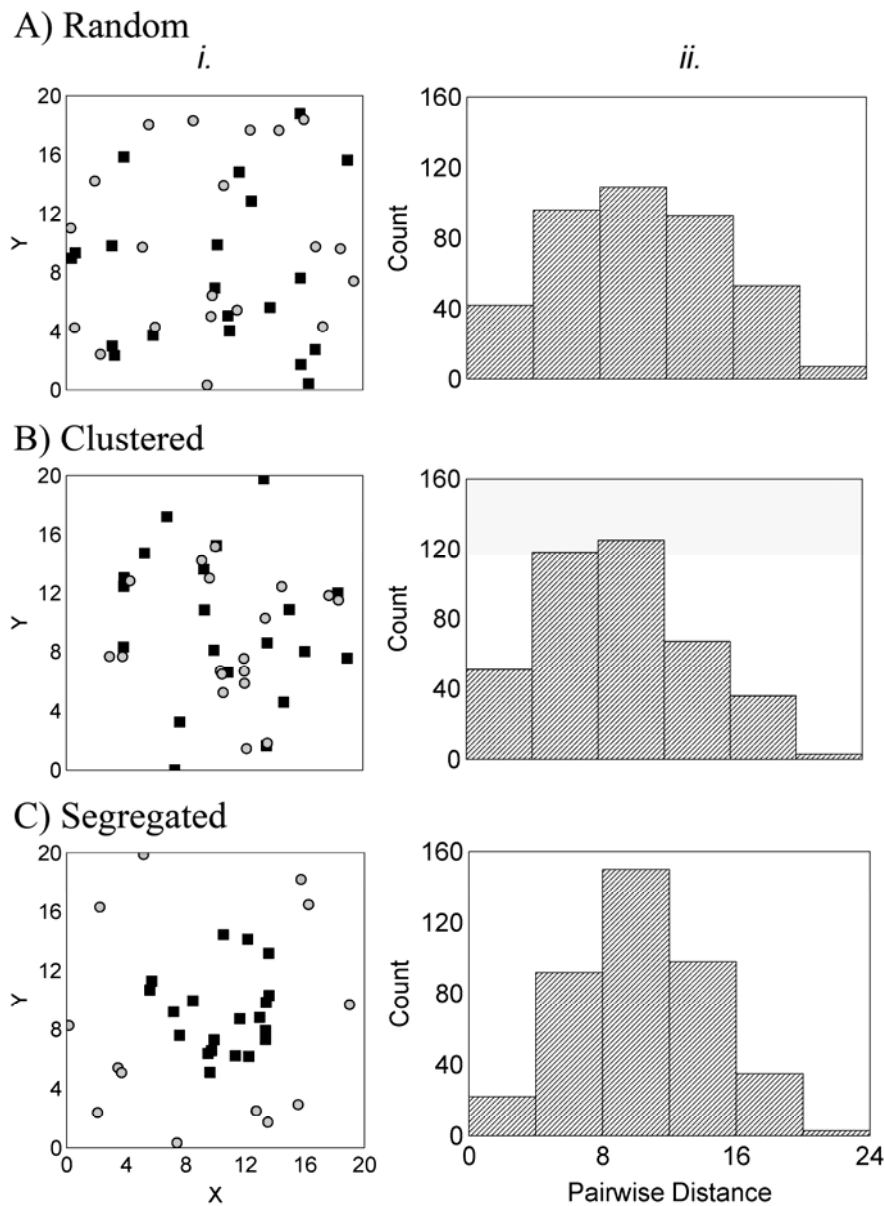 A) Random
i.
ii.
20
16
12
8
4
0
Y
160
120
80
40
0
Count
B) Clustered
20
16
12
8
4
0
Y
160
120
80
40
0
Count
C) Segregated
20
16
12
8
4
0
Y
0 4 8 12 16 20
X
160
120
80
40
0
Count
0 8 16 24
Pairwise Distance